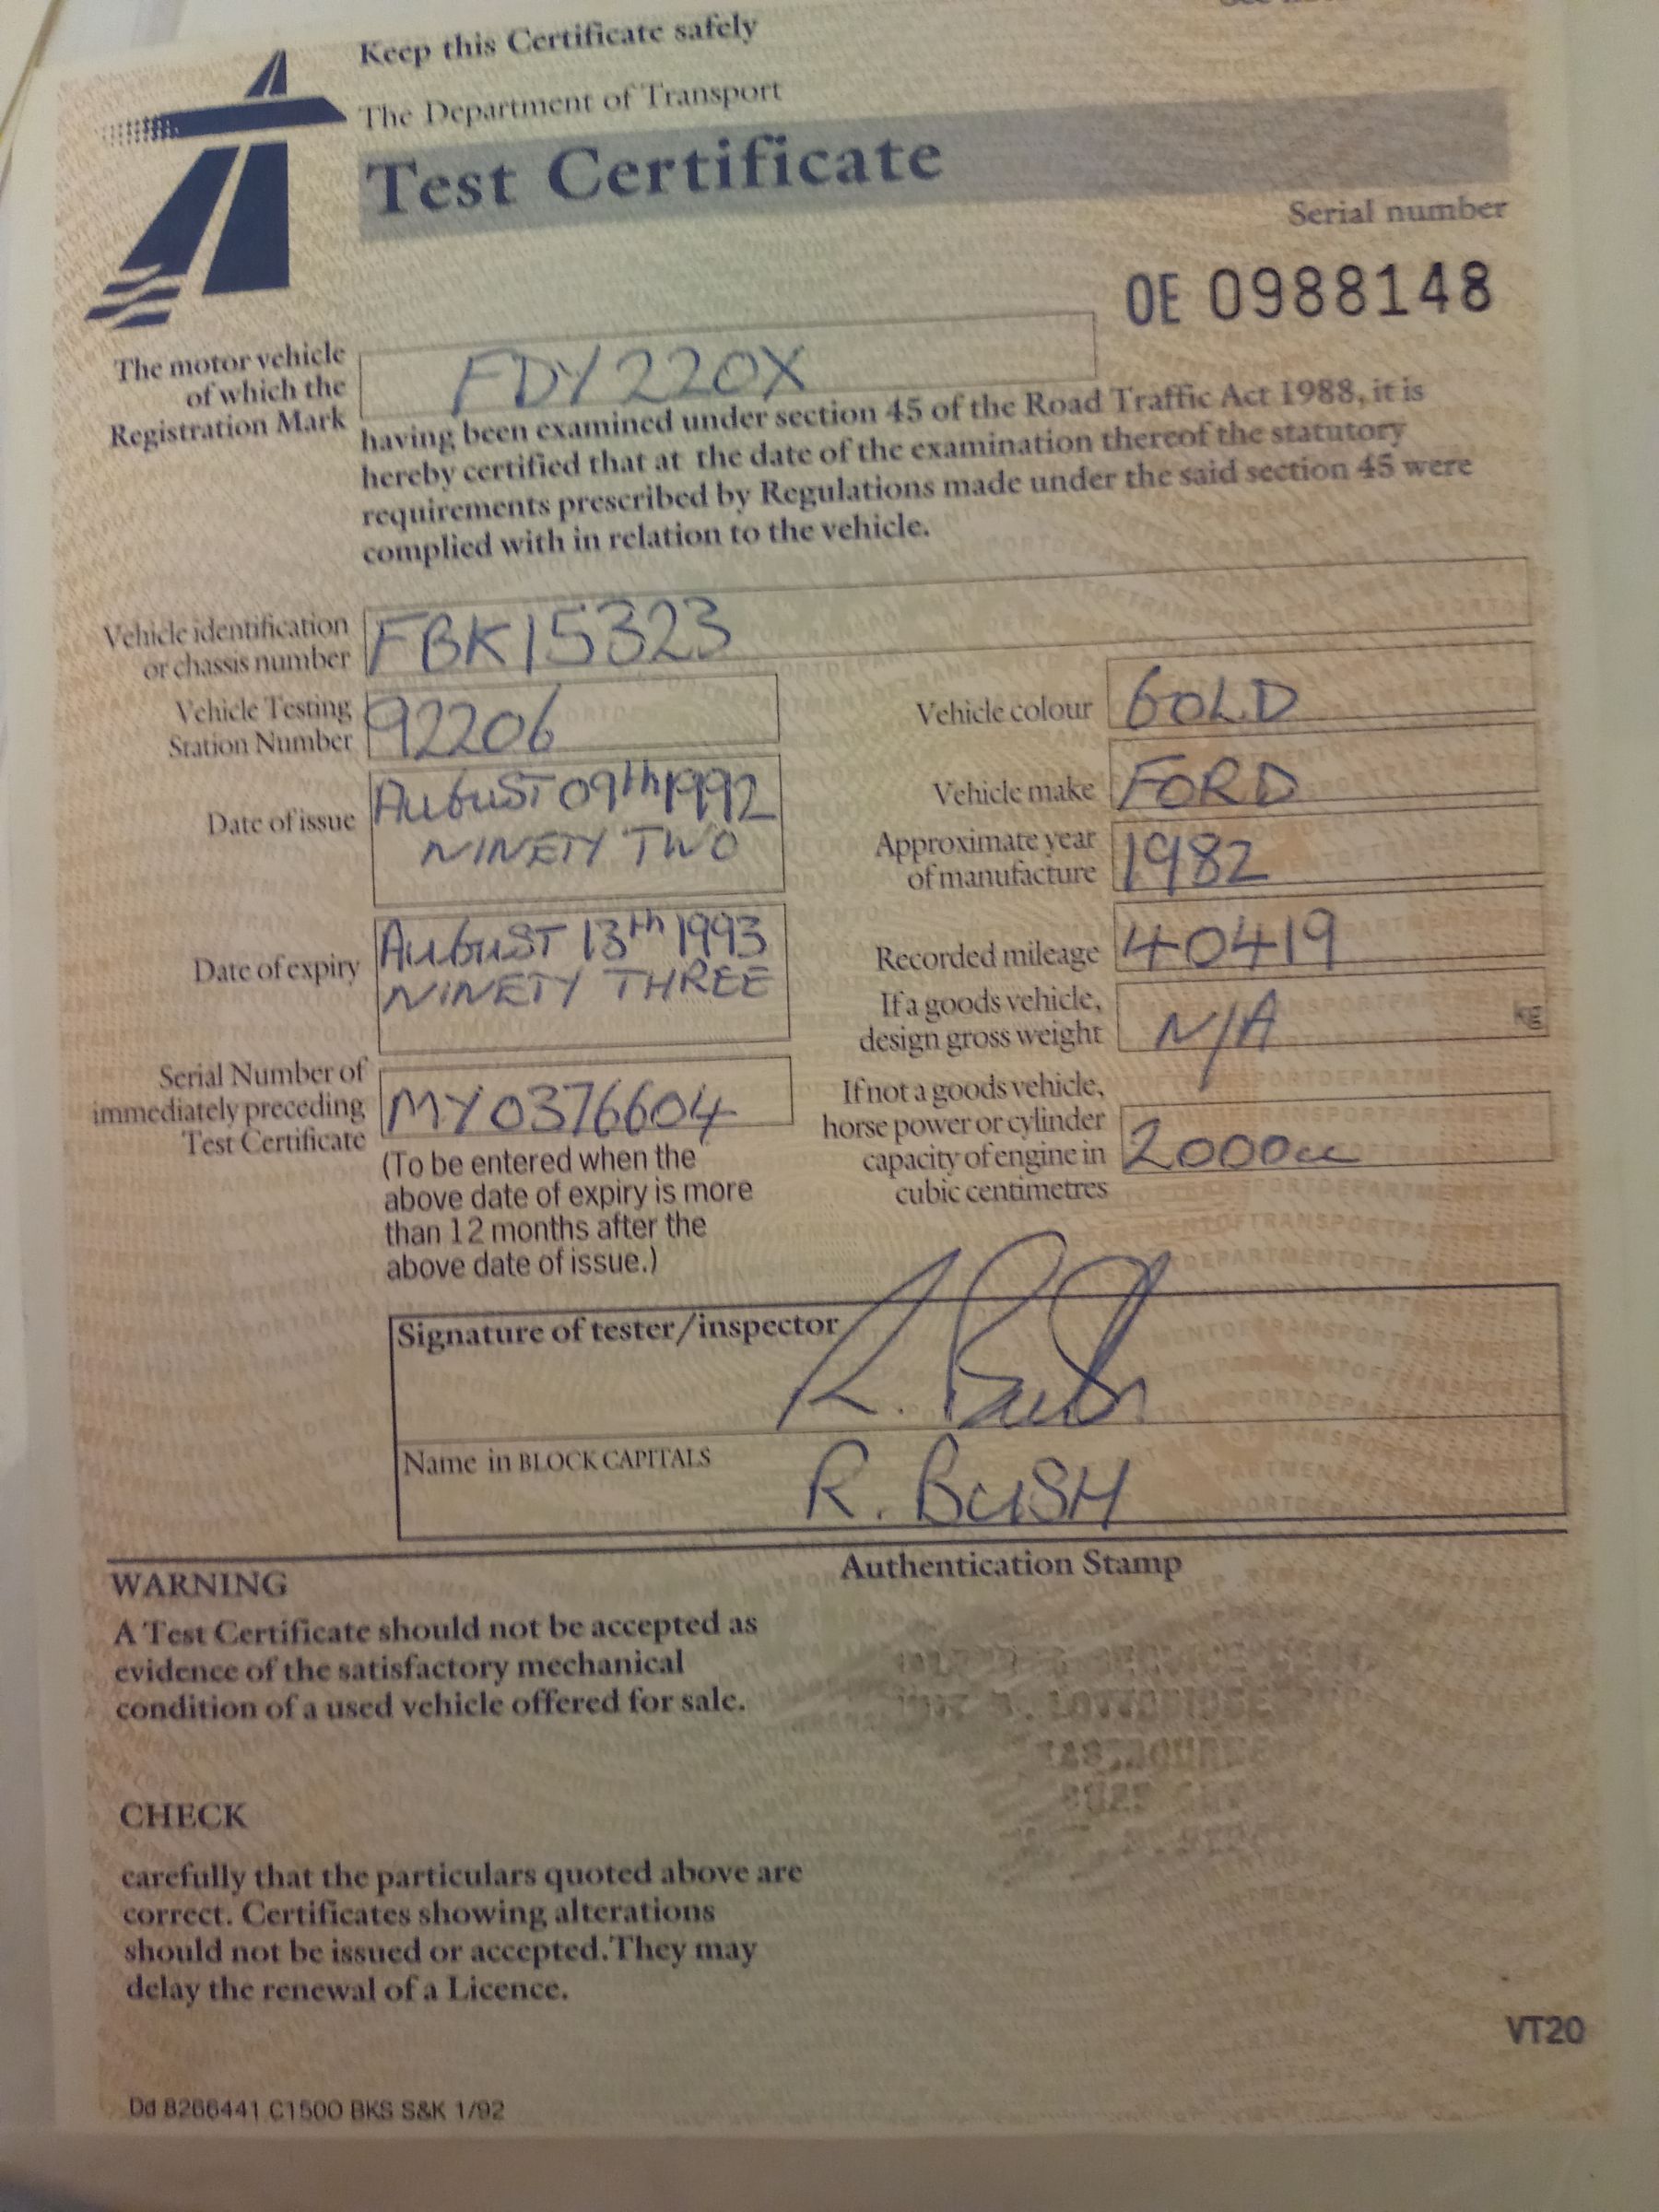 Keep this Certificate safely
The Department of Transport
Test Certificate
Serial number
OE 0988148
The motor vehicle
of which the
Registration Mark
FDY 220X
having been examined under section 45 of the Road Traffic Act 1988, it is
hereby certified that at the date of the examination thereof the statutory
requirements prescribed by Regulations made under the said section 45 were
complied with in relation to the vehicle.
Vehicle identification
or chassis number
FBK15323
Vehicle Testing
Station Number
92206
Vehicle colour
GOLD
Date of issue
AUGUST 09th 1992
NINETY TWO
Vehicle make
FORD
Approximate year
of manufacture
1982
Date of expiry
AUGUST 13th 1993
NINETY THREE
Recorded mileage
40419
If a goods vehicle,
design gross weight
N/A
kg
Serial Number of
immediately preceding
Test Certificate
MY0376604
(To be entered when the
above date of expiry is more
than 12 months after the
above date of issue.)
If not a goods vehicle,
horse power or cylinder
capacity of engine in
cubic centimetres
2000cc
Signature of tester/inspector
R. Bush
Name in BLOCK CAPITALS
R. BUSH
WARNING
A Test Certificate should not be accepted as
evidence of the satisfactory mechanical
condition of a used vehicle offered for sale.
Authentication Stamp
EASTBOURNE
CHECK
carefully that the particulars quoted above are
correct. Certificates showing alterations
should not be issued or accepted. They may
delay the renewal of a Licence.
VT20
Dd 8266441 C1500 BKS S&K 1/92